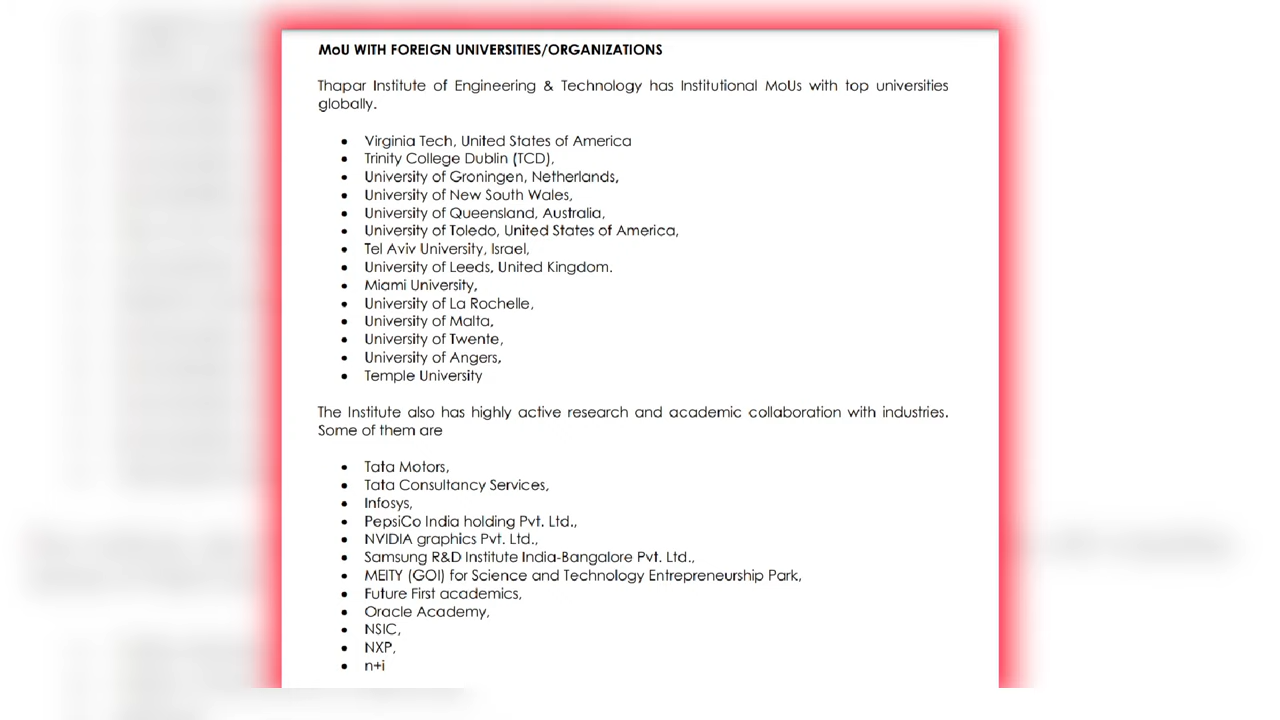 MoU WITH FOREIGN UNIVERSITIES/ORGANIZATIONS
Thapar Institute of Engineering & Technology has Institutional MoUs with top universities
globally.
• Virginia Tech, United States of America
• Trinity College Dublin (TCD),
• University of Groningen, Netherlands,
• University of New South Wales,
• University of Queensland, Australia,
• University of Toledo, United States of America,
• Tel Aviv University, Israel,
• University of Leeds, United Kingdom.
• Miami University,
• University of La Rochelle,
• University of Malta,
• University of Twente,
• University of Angers,
• Temple University
The Institute also has highly active research and academic collaboration with industries.
Some of them are
• Tata Motors,
• Tata Consultancy Services,
• Infosys,
• PepsiCo India holding Pvt. Ltd.,
• NVIDIA graphics Pvt. Ltd.,
• Samsung R&D Institute India-Bangalore Pvt. Ltd.,
• MEITY (GOI) for Science and Technology Entrepreneurship Park,
• Future First academics,
• Oracle Academy,
• NSIC,
• NXP,
• n+i